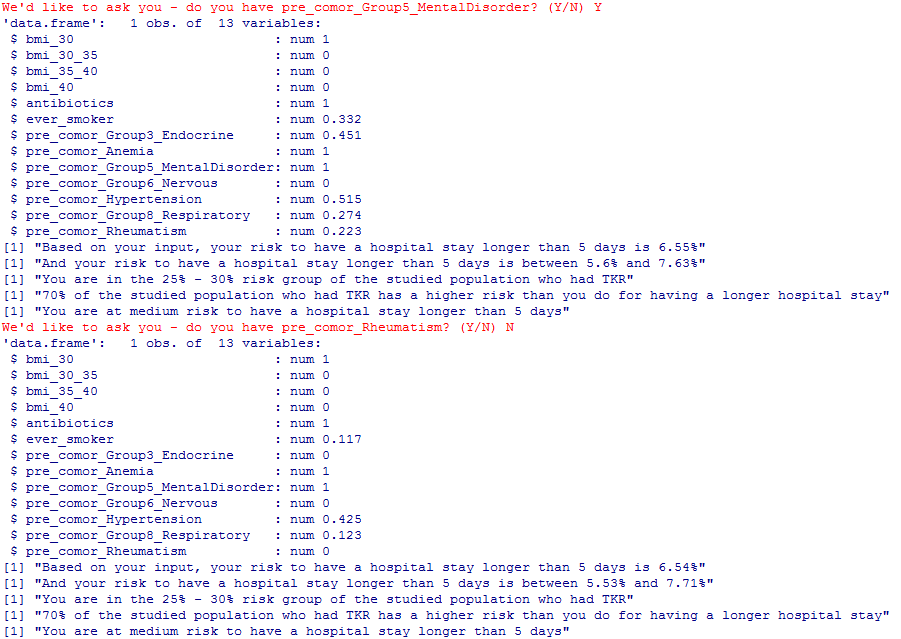 We'd like to ask you - do you have pre_comor_Group5_MentalDisorder? (Y/N) Y
'data.frame':   1 obs. of  13 variables:
 $ bmi_30                         : num 1
 $ bmi_30_35                      : num 0
 $ bmi_35_40                      : num 0
 $ bmi_40                         : num 0
 $ antibiotics                    : num 1
 $ ever_smoker                    : num 0.332
 $ pre_comor_Group3_Endocrine     : num 0.451
 $ pre_comor_Anemia               : num 1
 $ pre_comor_Group5_MentalDisorder: num 1
 $ pre_comor_Group6_Nervous       : num 0
 $ pre_comor_Hypertension         : num 0.515
 $ pre_comor_Group8_Respiratory   : num 0.274
 $ pre_comor_Rheumatism           : num 0.223
[1] "Based on your input, your risk to have a hospital stay longer than 5 days is 6.55%"
[1] "And your risk to have a hospital stay longer than 5 days is between 5.6% and 7.63%"
[1] "You are in the 25% - 30% risk group of the studied population who had TKR"
[1] "70% of the studied population who had TKR has a higher risk than you do for having a longer hospital stay"
[1] "You are at medium risk to have a hospital stay longer than 5 days"
We'd like to ask you - do you have pre_comor_Rheumatism? (Y/N) N
'data.frame':   1 obs. of  13 variables:
 $ bmi_30                         : num 1
 $ bmi_30_35                      : num 0
 $ bmi_35_40                      : num 0
 $ bmi_40                         : num 0
 $ antibiotics                    : num 1
 $ ever_smoker                    : num 0.117
 $ pre_comor_Group3_Endocrine     : num 0
 $ pre_comor_Anemia               : num 1
 $ pre_comor_Group5_MentalDisorder: num 1
 $ pre_comor_Group6_Nervous       : num 0
 $ pre_comor_Hypertension         : num 0.425
 $ pre_comor_Group8_Respiratory   : num 0.123
 $ pre_comor_Rheumatism           : num 0
[1] "Based on your input, your risk to have a hospital stay longer than 5 days is 6.54%"
[1] "And your risk to have a hospital stay longer than 5 days is between 5.53% and 7.71%"
[1] "You are in the 25% - 30% risk group of the studied population who had TKR"
[1] "70% of the studied population who had TKR has a higher risk than you do for having a longer hospital stay"
[1] "You are at medium risk to have a hospital stay longer than 5 days"